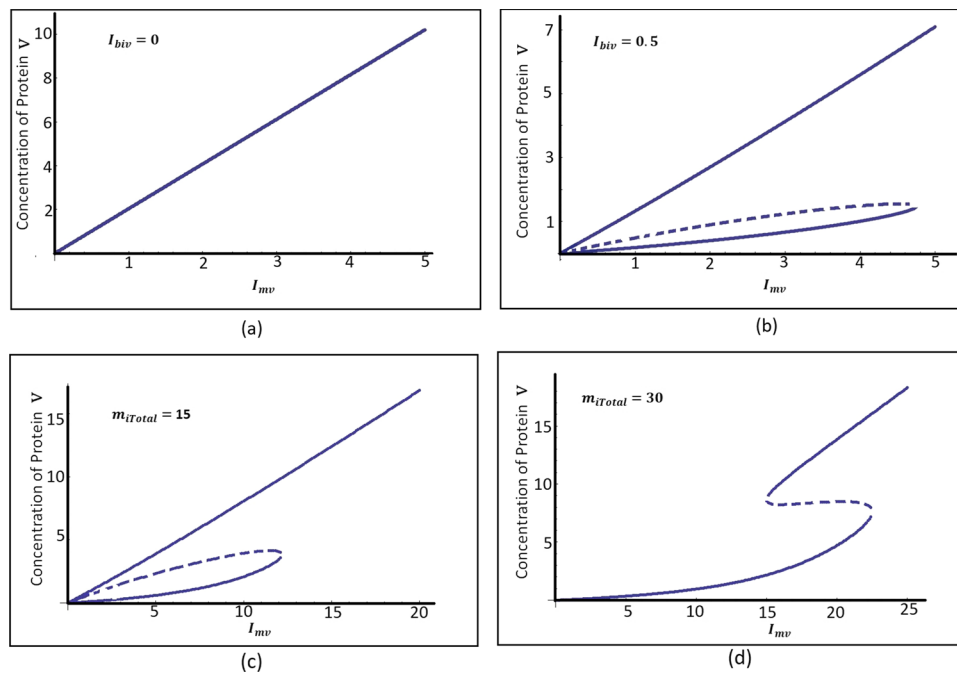 Concentration of Protein V
I_biv = 0
10
8
6
4
2
1 2 3 4 5
I_mv
(a)
Concentration of Protein V
I_biv = 0.5
7
5
3
1
0 1 2 3 4 5
I_mv
(b)
Concentration of Protein V
m_iTotal = 15
15
10
5
5 10 15 20
I_mv
(c)
Concentration of Protein V
m_iTotal = 30
15
10
5
0 5 10 15 20 25
I_mv
(d)